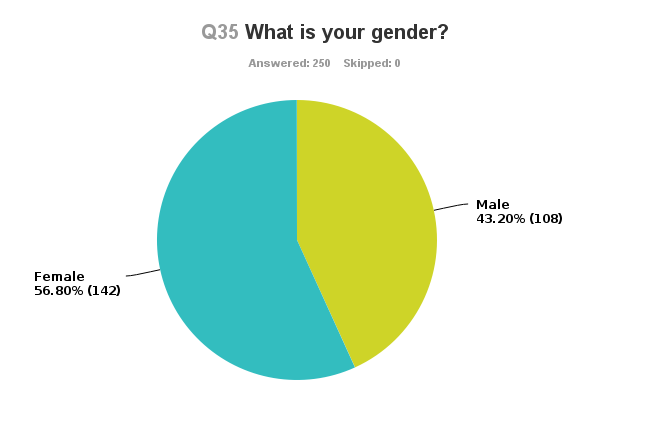 Q35 What is your gender?
Answered: 250 Skipped: 0
Male
43.20% (108)
Female
56.80% (142)